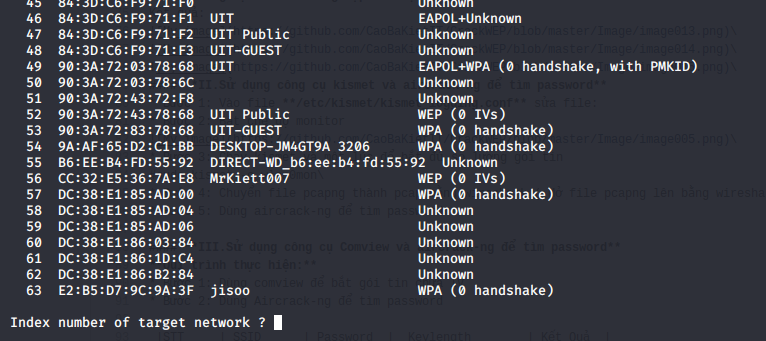 45 84:3D:C6:F9:71:F0 Unknown
46 84:3D:C6:F9:71:F1 UIT EAPOL+Unknown
47 84:3D:C6:F9:71:F2 UIT Public Unknown
48 84:3D:C6:F9:71:F3 UIT-GUEST Unknown
49 90:3A:72:03:78:68 UIT EAPOL+WPA (0 handshake, with PMKID)
50 90:3A:72:03:78:6C Unknown
51 90:3A:72:43:72:F8 Unknown
52 90:3A:72:43:78:68 UIT Public WEP (0 IVs)
53 90:3A:72:83:78:68 UIT-GUEST WPA (0 handshake)
54 9A:AF:65:D2:C1:BB DESKTOP-JM4GT9A 3206 WPA (0 handshake)
55 B6:EE:B4:FD:55:92 DIRECT-WD_b6:ee:b4:fd:55:92 Unknown
56 CC:32:E5:36:7A:E8 MrKiett007 WEP (0 IVs)
57 DC:38:E1:85:AD:00 WPA (0 handshake)
58 DC:38:E1:85:AD:04 Unknown
59 DC:38:E1:85:AD:06 Unknown
60 DC:38:E1:86:03:84 Unknown
61 DC:38:E1:86:1D:C4 Unknown
62 DC:38:E1:86:B2:84 Unknown
63 E2:B5:D7:9C:9A:3F jisoo WPA (0 handshake)
Index number of target network ?